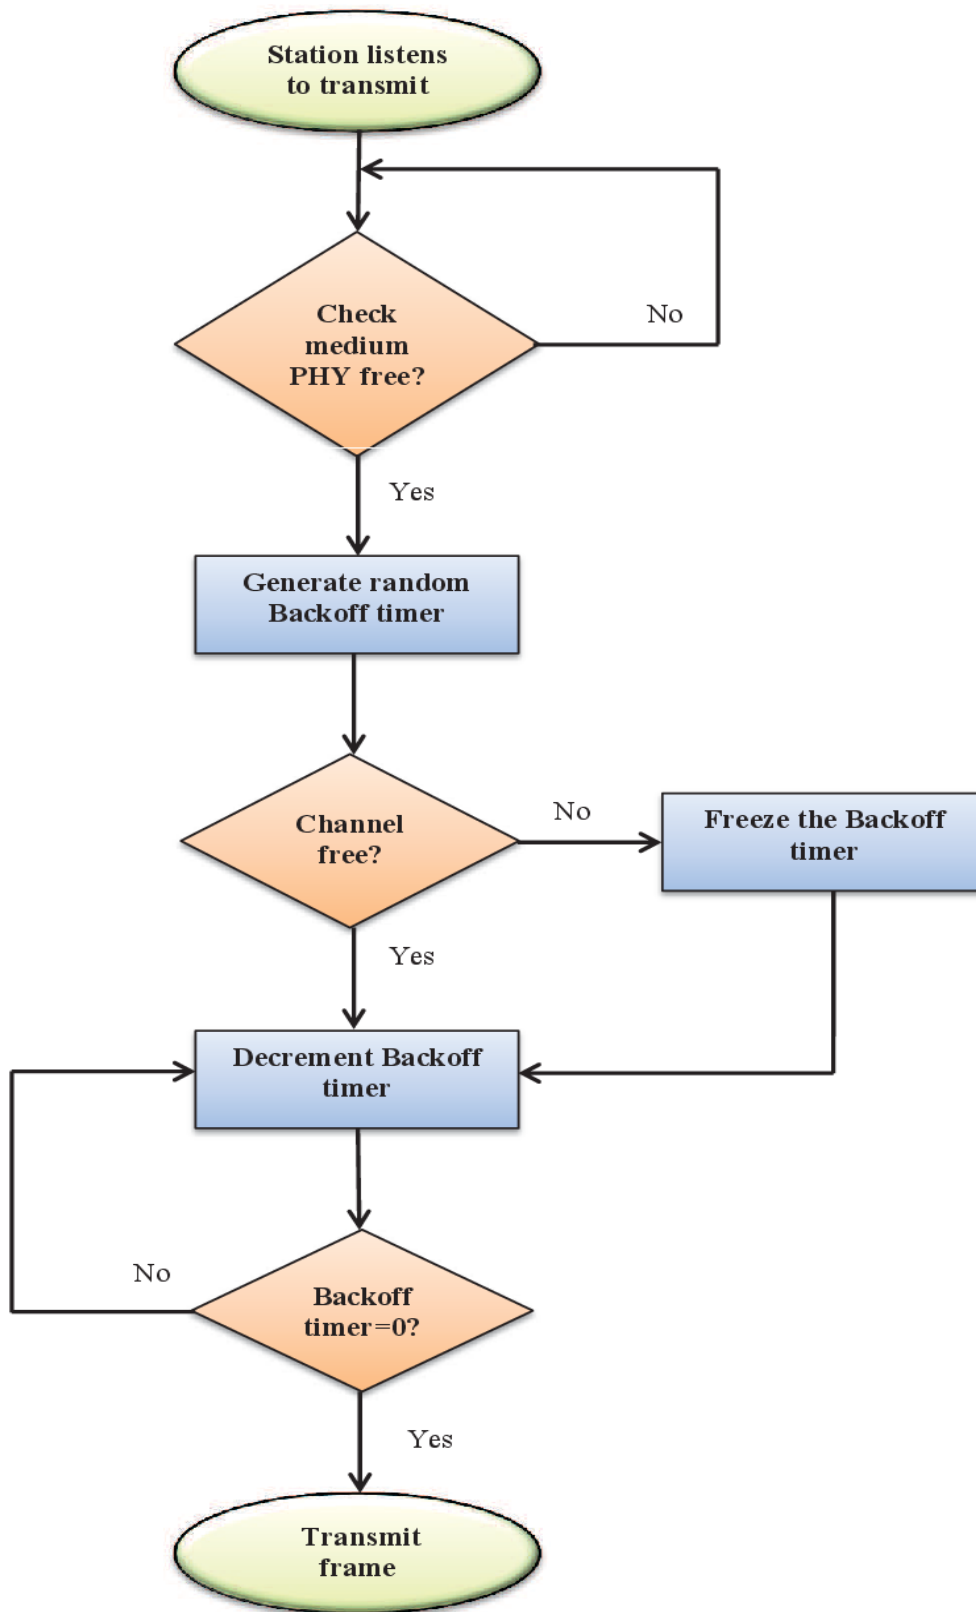 Station listens
to transmit
Check
medium
PHY free?
No
Yes
Generate random
Backoff timer
Channel
free?
No
Freeze the Backoff
timer
Yes
Decrement Backoff
timer
No
Backoff
timer=0?
Yes
Transmit
frame